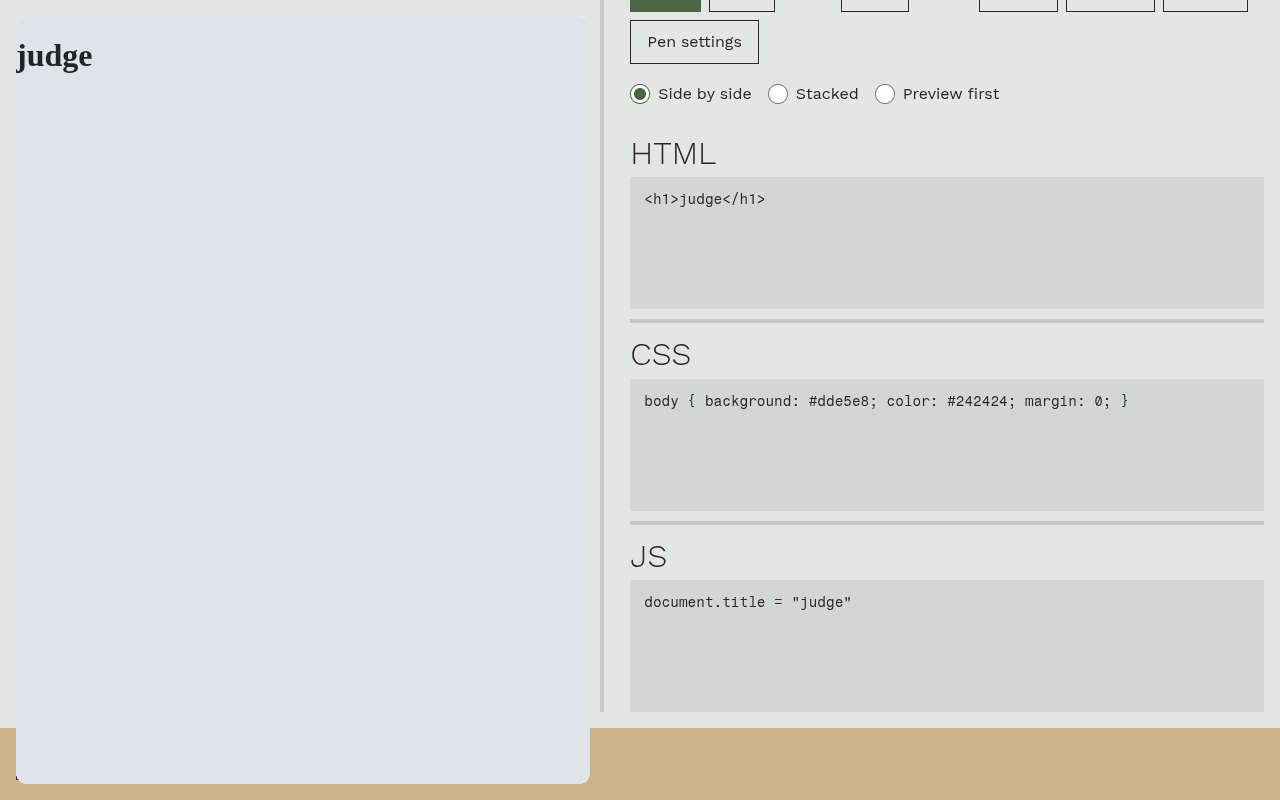 judge
Pen settings
Side by side
Stacked
Preview first
HTML
<h1>judge</h1>
CSS
body { background: #dde5e8; color: #242424; margin: 0; }
JS
document.title = "judge"